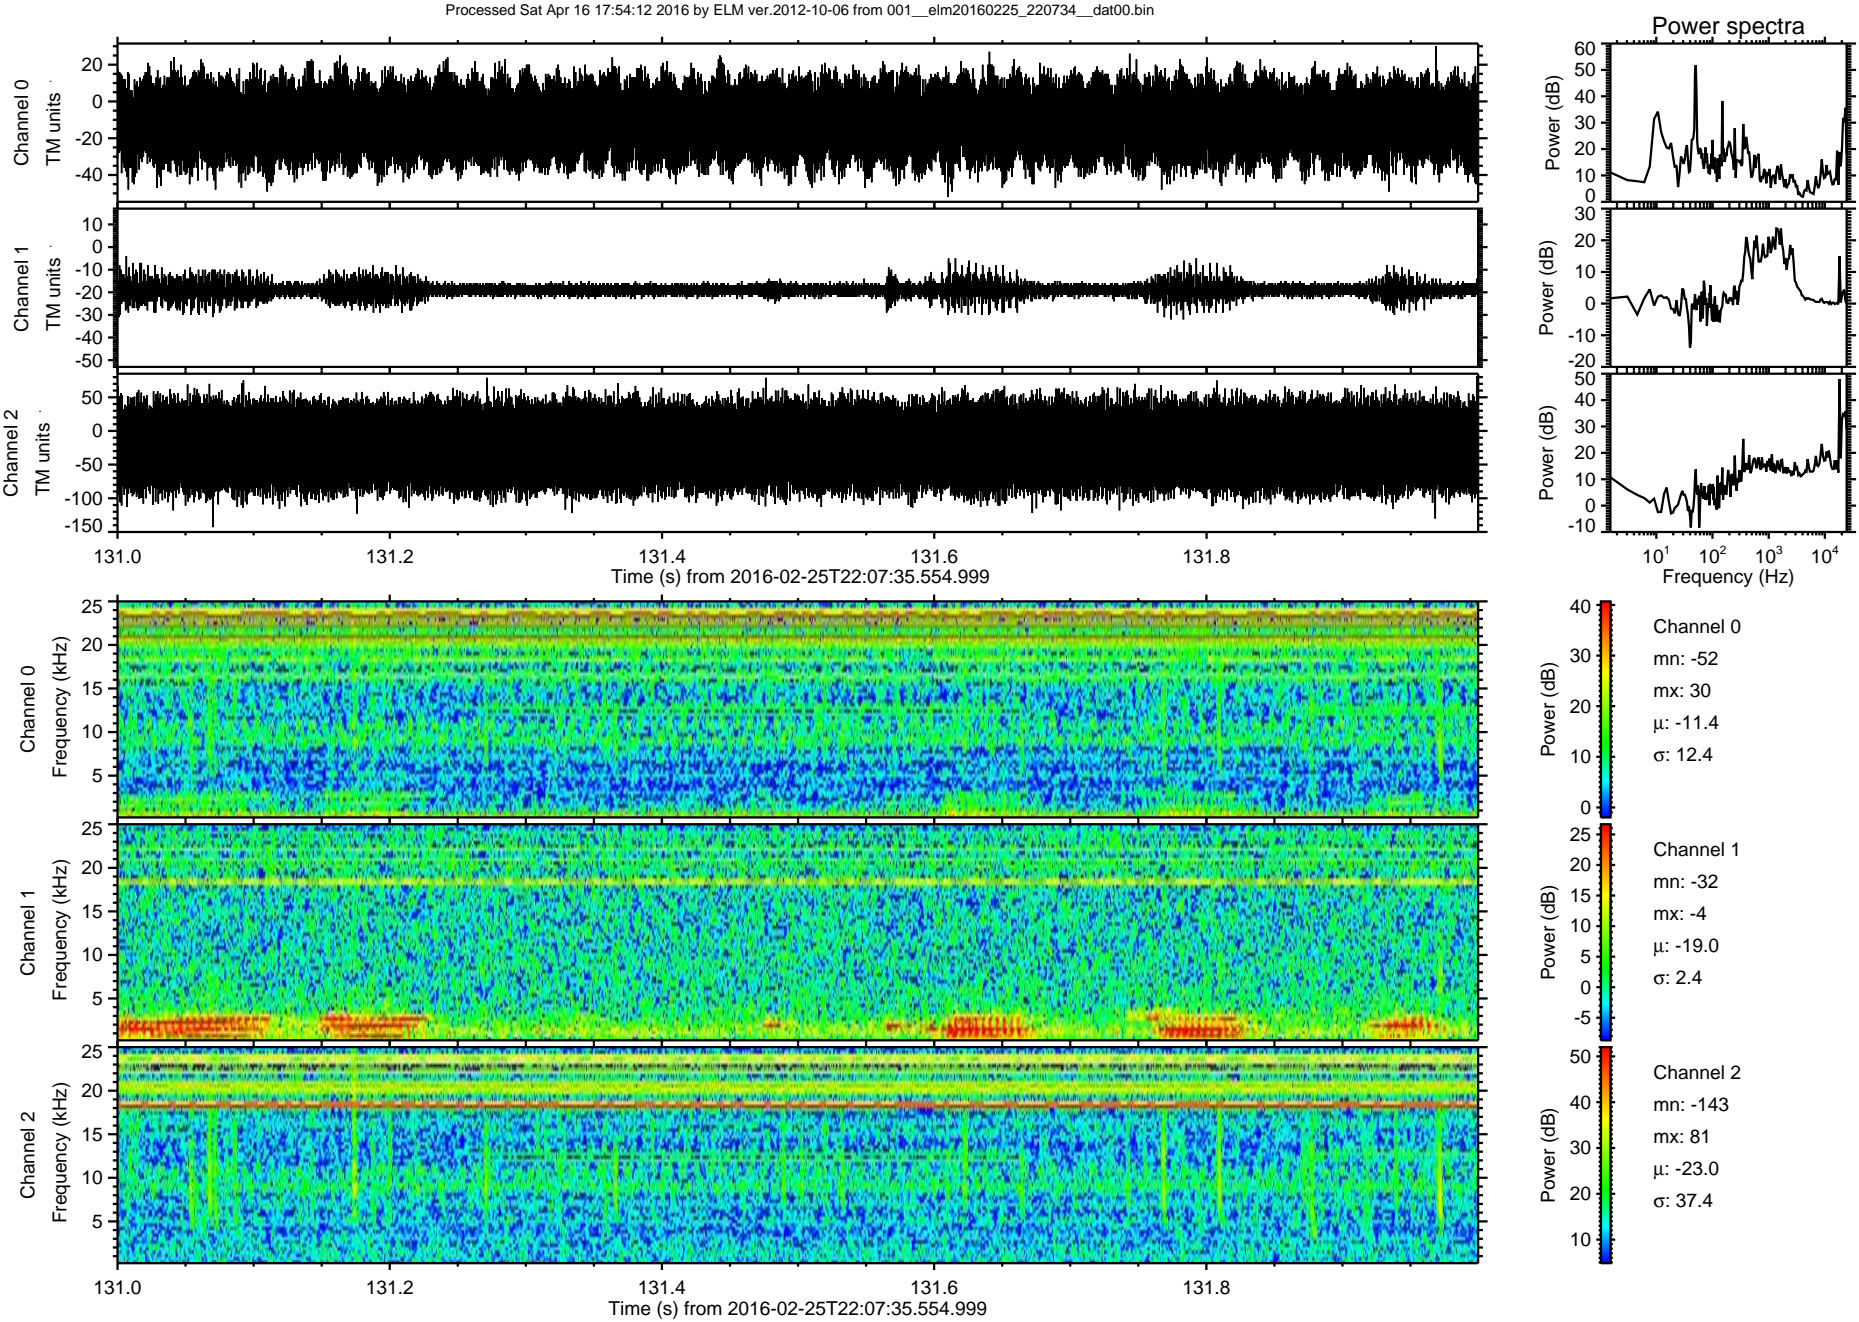 Processed Sat Apr 16 17:54:12 2016 by ELM ver.2012-10-06 from 001__elm20160225_220734__dat00.bin
Power spectra
Channel 0
TM units
20
0
-20
-40
Power (dB)
60
50
40
30
20
10
0
Channel 1
TM units
10
0
-10
-20
-30
-40
-50
Power (dB)
30
20
10
0
-10
-20
Channel 2
TM units
50
0
-50
-100
-150
Power (dB)
50
40
30
20
10
0
-10
131.0 131.2 131.4 131.6 131.8
Time (s) from 2016-02-25T22:07:35.554.999
10¹ 10² 10³ 10⁴
Frequency (Hz)
Channel 0
Frequency (kHz)
25
20
15
10
5
Power (dB)
40
30
20
10
0
Channel 0
mn: -52
mx: 30
μ: -11.4
σ: 12.4
Channel 1
Frequency (kHz)
25
20
15
10
5
Power (dB)
25
20
15
10
5
0
-5
Channel 1
mn: -32
mx: -4
μ: -19.0
σ: 2.4
Channel 2
Frequency (kHz)
25
20
15
10
5
Power (dB)
50
40
30
20
10
Channel 2
mn: -143
mx: 81
μ: -23.0
σ: 37.4
131.0 131.2 131.4 131.6 131.8
Time (s) from 2016-02-25T22:07:35.554.999